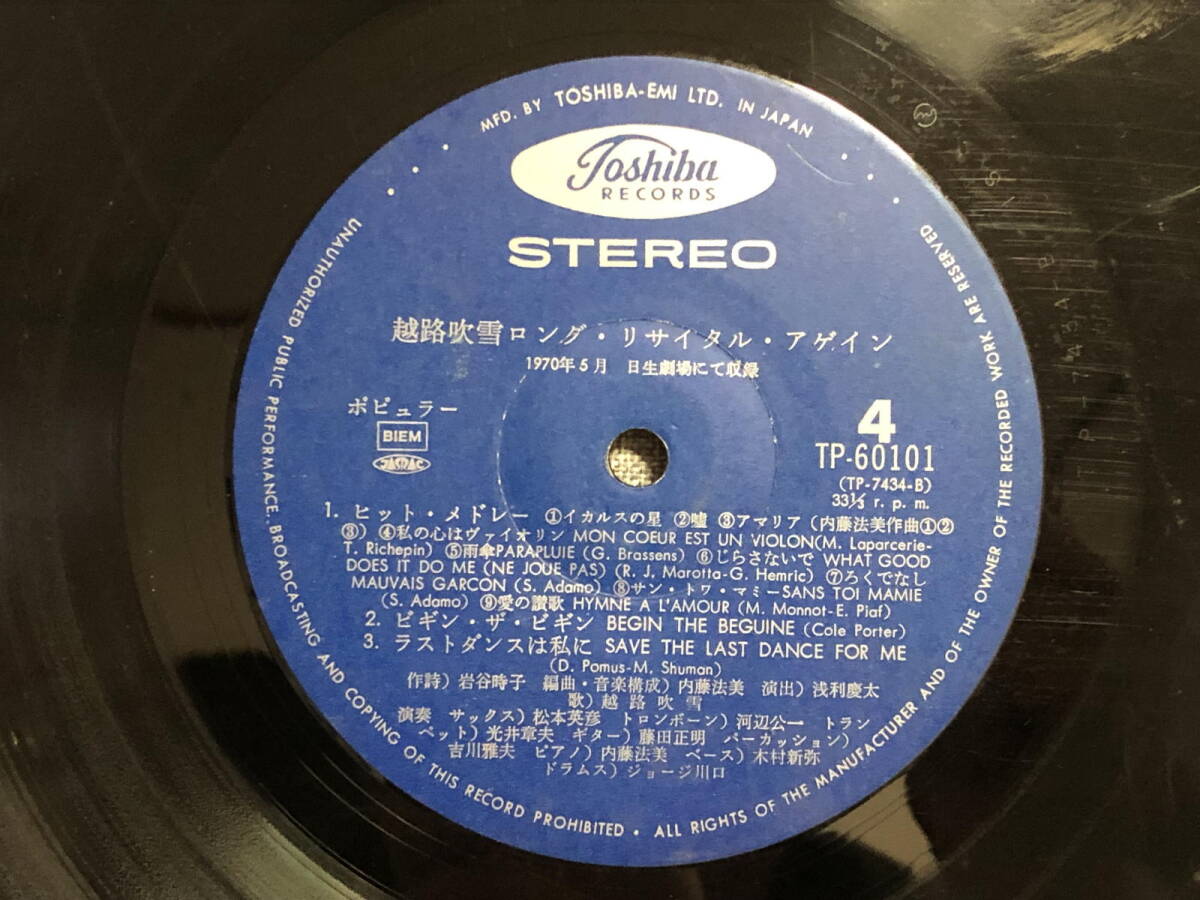 MFD. BY TOSHIBA-EMI LTD. IN JAPAN
Toshiba
RECORDS
STEREO
越路吹雪ロング・リサイタル・アゲイン
1970年5月 日生劇場にて収録
ポピュラー
BIEM
JASRAC
4
TP-60101
(TP-7434-B)
33⅓ r. p. m.
1. ヒット・メドレー ①イカルスの星 ②嘘 ③アマリア (内藤法美作曲①②
③) ④私の心はヴァイオリン MON COEUR EST UN VIOLON(M. Laparcerie-
T. Richepin) ⑤雨傘PARAPLUIE (G. Brassens) ⑥じらさないで WHAT GOOD
DOES IT DO ME (NE JOUE PAS) (R. J. Marotta-G. Hemric) ⑦ろくでなし
MAUVAIS GARCON (S. Adamo) ⑧サン・トワ・マミーSANS TOI MAMIE
(S. Adamo) ⑨愛の讃歌 HYMNE A L'AMOUR (M. Monnot-E. Piaf)
2. ビギン・ザ・ビギン BEGIN THE BEGUINE (Cole Porter)
3. ラストダンスは私に SAVE THE LAST DANCE FOR ME
(D. Pomus-M. Shuman)
作詩) 岩谷時子 編曲・音楽構成) 内藤法美 演出) 浅利慶太
歌) 越路吹雪
演奏 サックス) 松本英彦 トロンボーン) 河辺公一 トラン
ペット) 光井章夫 ギター) 藤田正明 パーカッション)
吉川雅夫 ピアノ) 内藤法美 ベース) 木村新弥
ドラムス) ジョージ川口
UNAUTHORIZED PUBLIC PERFORMANCE, BROADCASTING AND COPYING OF THIS RECORD PROHIBITED • ALL RIGHTS OF THE MANUFACTURER AND OF THE OWNER OF THE RECORDED WORK ARE RESERVED